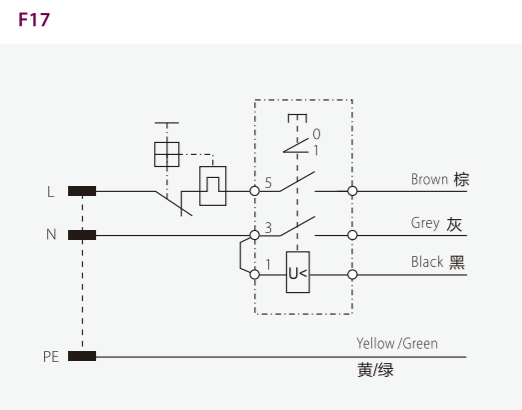 F17
0
1
L
5
Brown 棕
N
3
Grey 灰
1
U<
Black 黑
PE
Yellow /Green
黄/绿